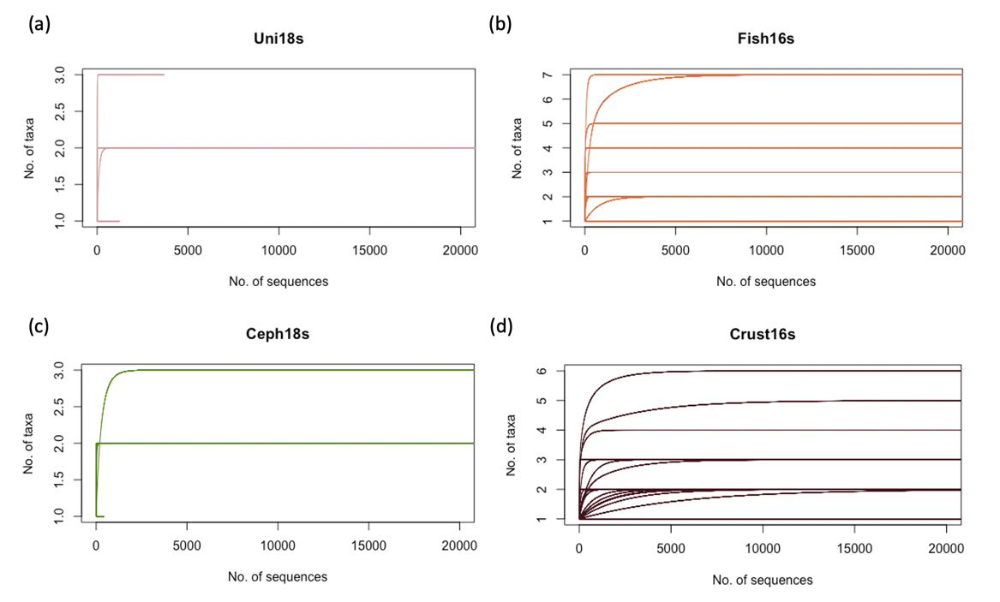 (a)
Uni18s
No. of taxa
3.0
2.5
2.0
1.5
1.0
0 5000 10000 15000 20000
No. of sequences
(b)
Fish16s
No. of taxa
7
6
5
4
3
2
1
0 5000 10000 15000 20000
No. of sequences
(c)
Ceph18s
No. of taxa
3.0
2.5
2.0
1.5
1.0
0 5000 10000 15000 20000
No. of sequences
(d)
Crust16s
No. of taxa
6
5
4
3
2
1
0 5000 10000 15000 20000
No. of sequences